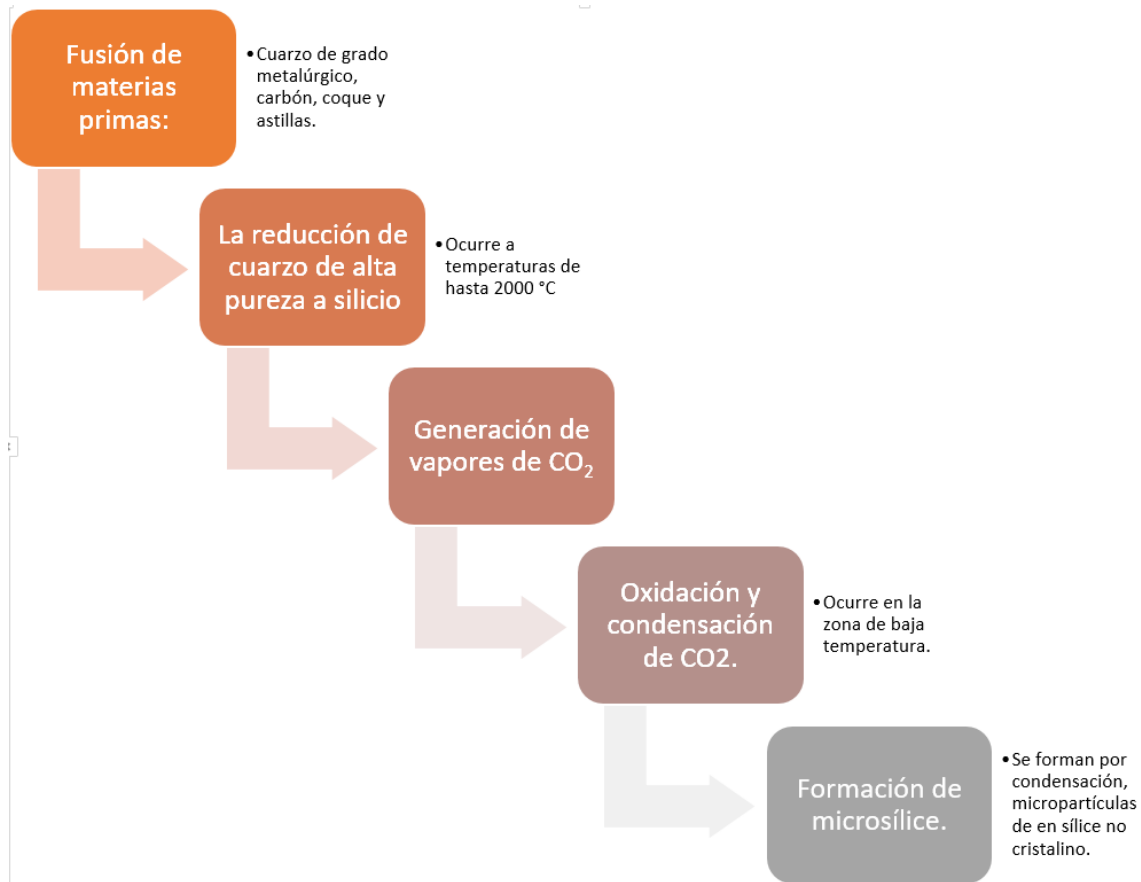 Fusión de
materias
primas:
• Cuarzo de grado
metalúrgico,
carbón, coque y
astillas.
La reducción de
cuarzo de alta
pureza a silicio
• Ocurre a
temperaturas de
hasta 2000 °C
Generación de
vapores de CO₂
Oxidación y
condensación
de CO2.
• Ocurre en la
zona de baja
temperatura.
Formación de
microsílice.
• Se forman por
condensación,
micropartículas
de en sílice no
cristalino.